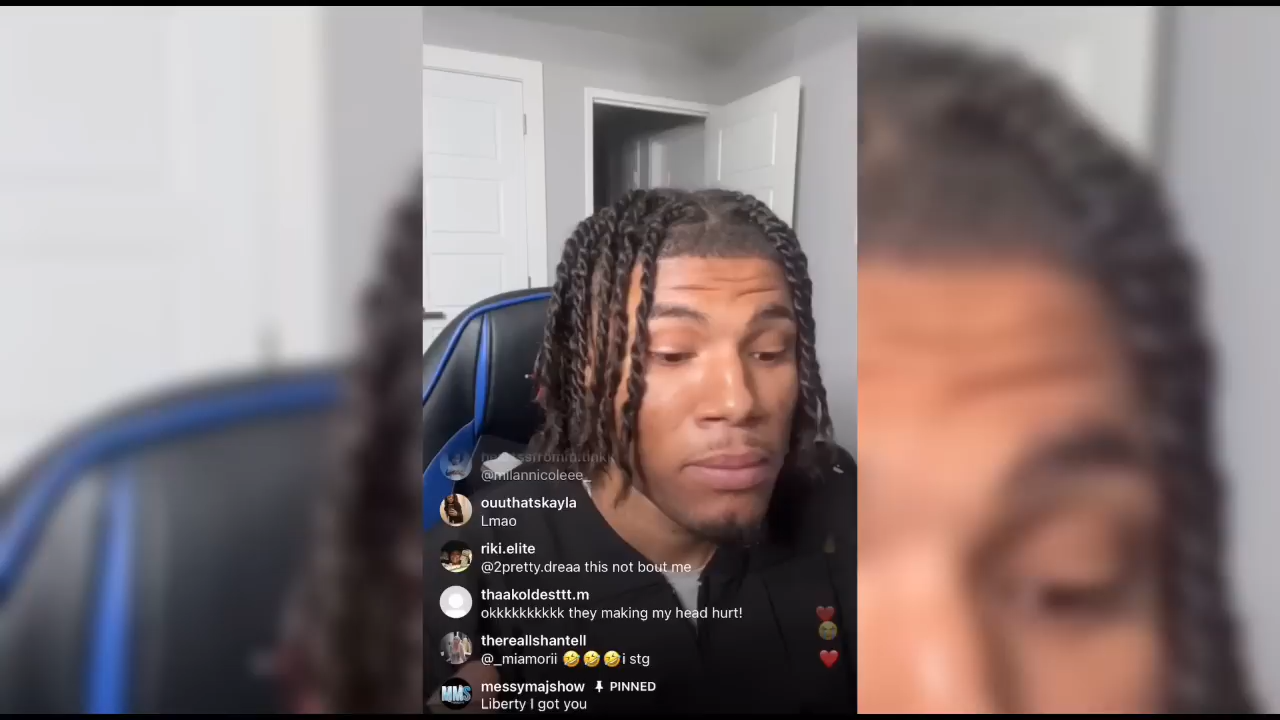 @milannicoleee_
ouuthatskayla
Lmao
riki.elite
@2pretty.dreaa this not bout me
thaakoldesttt.m
okkkkkkkkkk they making my head hurt!
thereallshantell
@_miamorii 🤣🤣🤣i stg
MMS
messymajshow PINNED
Liberty I got you